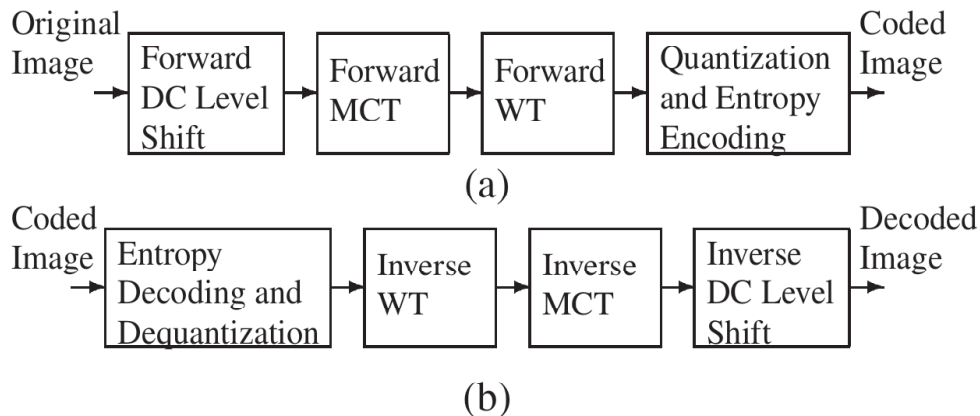 Original
Image
Forward
DC Level
Shift
Forward
MCT
Forward
WT
Quantization
and Entropy
Encoding
Coded
Image
(a)
Coded
Image
Entropy
Decoding and
Dequantization
Inverse
WT
Inverse
MCT
Inverse
DC Level
Shift
Decoded
Image
(b)